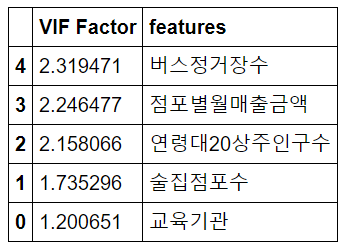 VIF Factor features
4 2.319471 버스정거장수
3 2.246477 점포별월매출금액
2 2.158066 연령대20상주인구수
1 1.735296 술집점포수
0 1.200651 교육기관